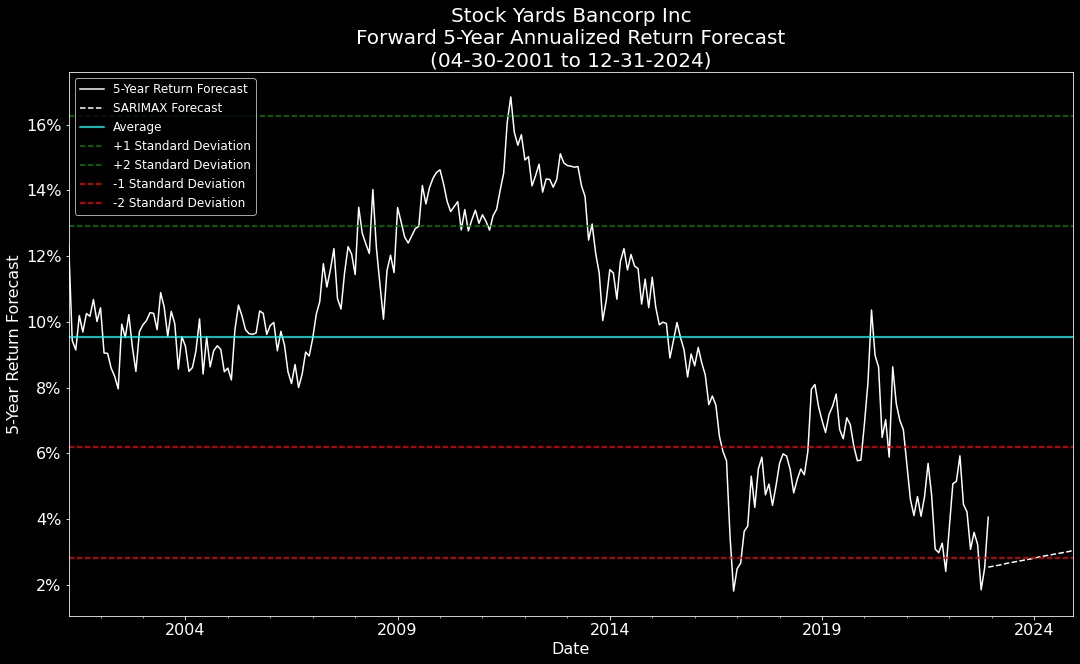 Stock Yards Bancorp Inc
Forward 5-Year Annualized Return Forecast
(04-30-2001 to 12-31-2024)
5-Year Return Forecast
SARIMAX Forecast
Average
+1 Standard Deviation
+2 Standard Deviation
-1 Standard Deviation
-2 Standard Deviation
16%
14%
12%
10%
8%
6%
4%
2%
5-Year Return Forecast
2004 2009 2014 2019 2024
Date